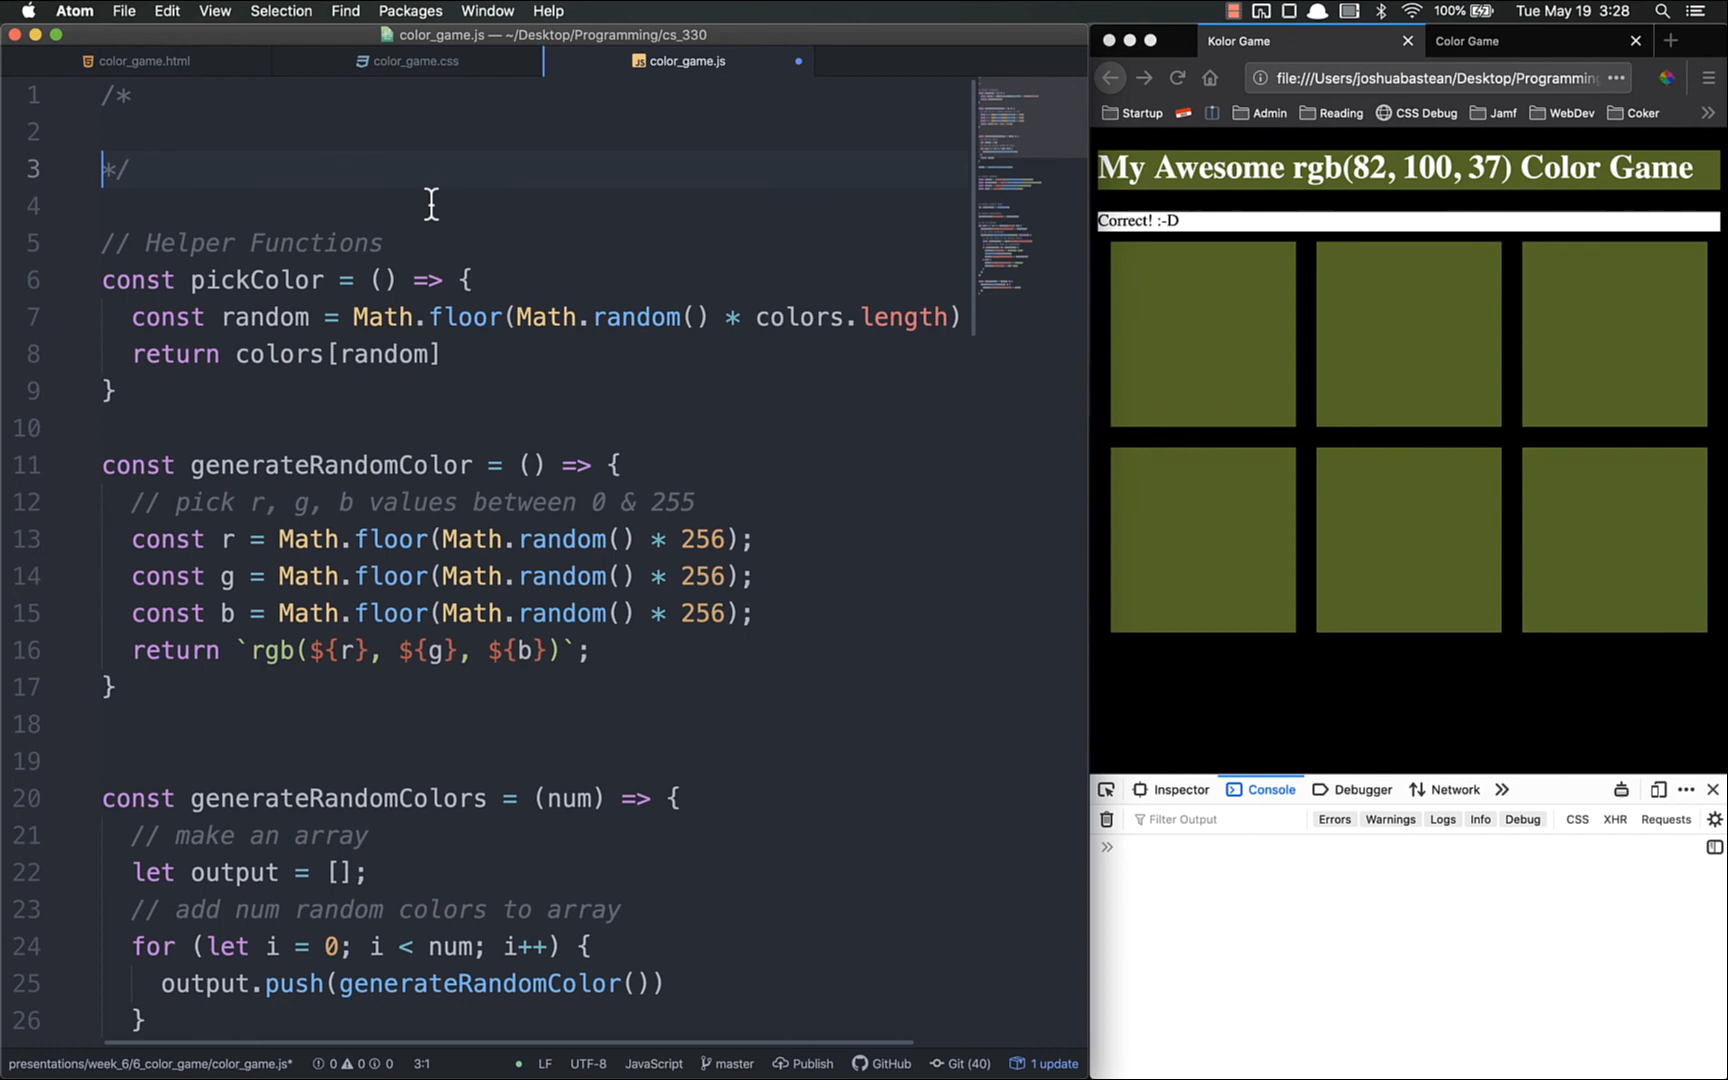 Atom File Edit View Selection Find Packages Window Help 100% Tue May 19 3:28
color_game.js — ~/Desktop/Programming/cs_330
color_game.html color_game.css color_game.js
1 /*
2
3 */
4
5 // Helper Functions
6 const pickColor = () => {
7 const random = Math.floor(Math.random() * colors.length)
8 return colors[random]
9 }
10
11 const generateRandomColor = () => {
12 // pick r, g, b values between 0 & 255
13 const r = Math.floor(Math.random() * 256);
14 const g = Math.floor(Math.random() * 256);
15 const b = Math.floor(Math.random() * 256);
16 return `rgb(${r}, ${g}, ${b})`;
17 }
18
19
20 const generateRandomColors = (num) => {
21 // make an array
22 let output = [];
23 // add num random colors to array
24 for (let i = 0; i < num; i++) {
25 output.push(generateRandomColor())
26 }
presentations/week_6/6_color_game/color_game.js* 0 0 0 3:1 LF UTF-8 JavaScript master Publish GitHub Git (40) 1 update
Kolor Game Color Game
file:///Users/joshuabastean/Desktop/Programmin
Startup Admin Reading CSS Debug Jamf WebDev Coker
My Awesome rgb(82, 100, 37) Color Game
Correct! :-D
Inspector Console Debugger Network
Filter Output Errors Warnings Logs Info Debug CSS XHR Requests